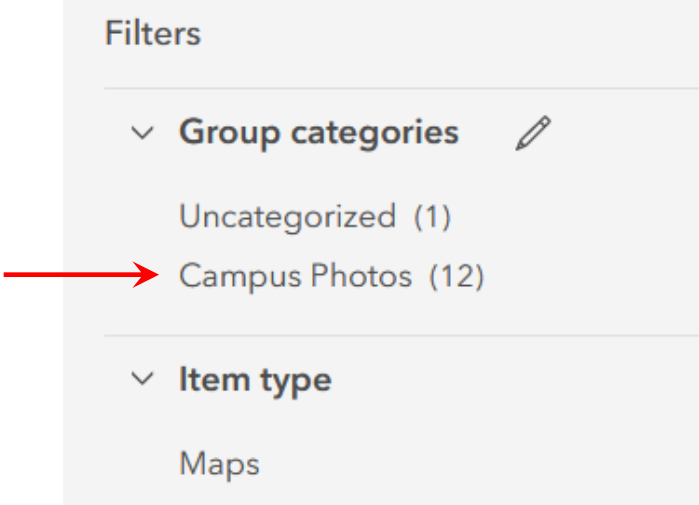 Filters
Group categories
Uncategorized (1)
Campus Photos (12)
Item type
Maps